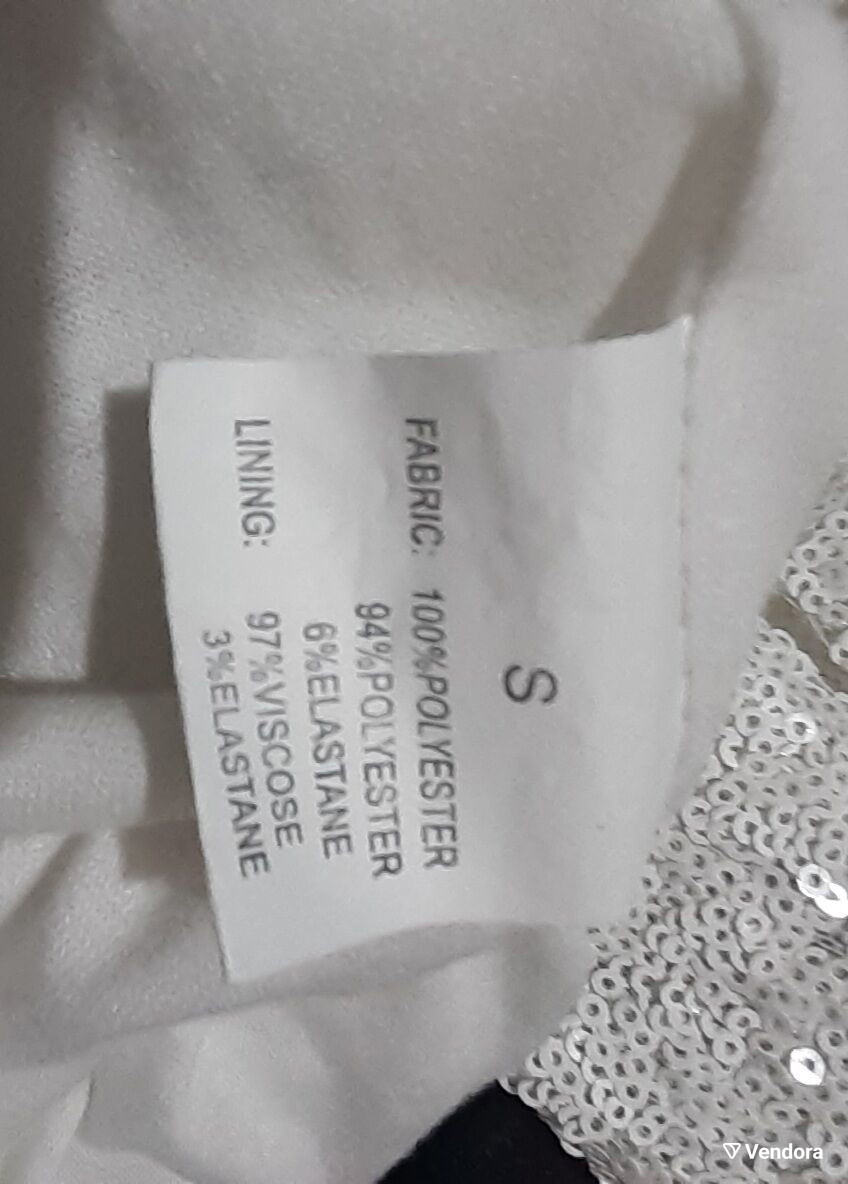 S
FABRIC: 100%POLYESTER
94%POLYESTER
6%ELASTANE
LINING: 97%VISCOSE
3%ELASTANE
Vendora